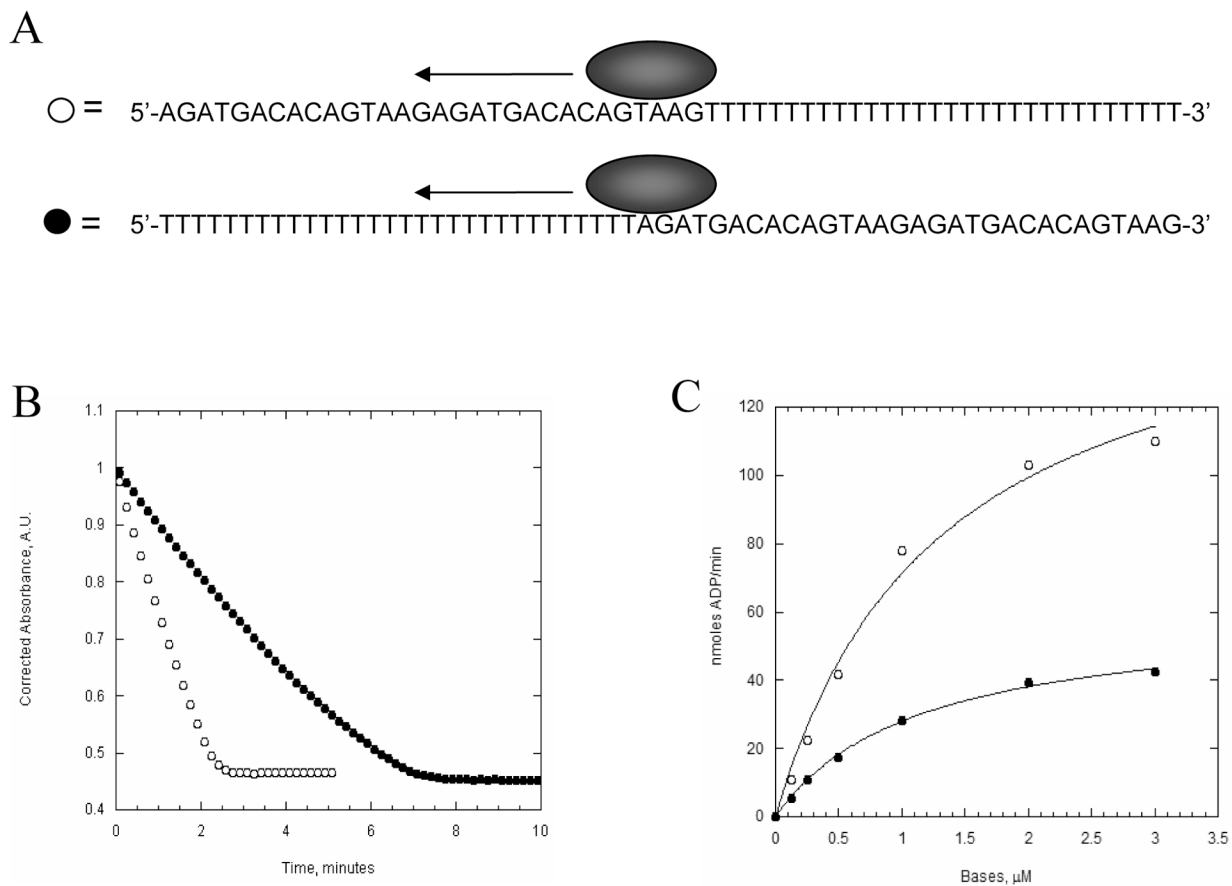 A
○ = 5'-AGATGACACAGTAAGAGATGACACAGTAAGTTTTTTTTTTTTTTTTTTTTTTTTTTTTTT-3'
● = 5'-TTTTTTTTTTTTTTTTTTTTTTTTTTTTTTAGATGACACAGTAAGAGATGACACAGTAAG-3'
B
1.1
1
0.9
0.8
0.7
0.6
0.5
0.4
Corrected Absorbance, A.U.
0 2 4 6 8 10
Time, minutes
C
120
100
80
60
40
20
0
nmoles ADP/min
0 0.5 1 1.5 2 2.5 3 3.5
Bases, μM